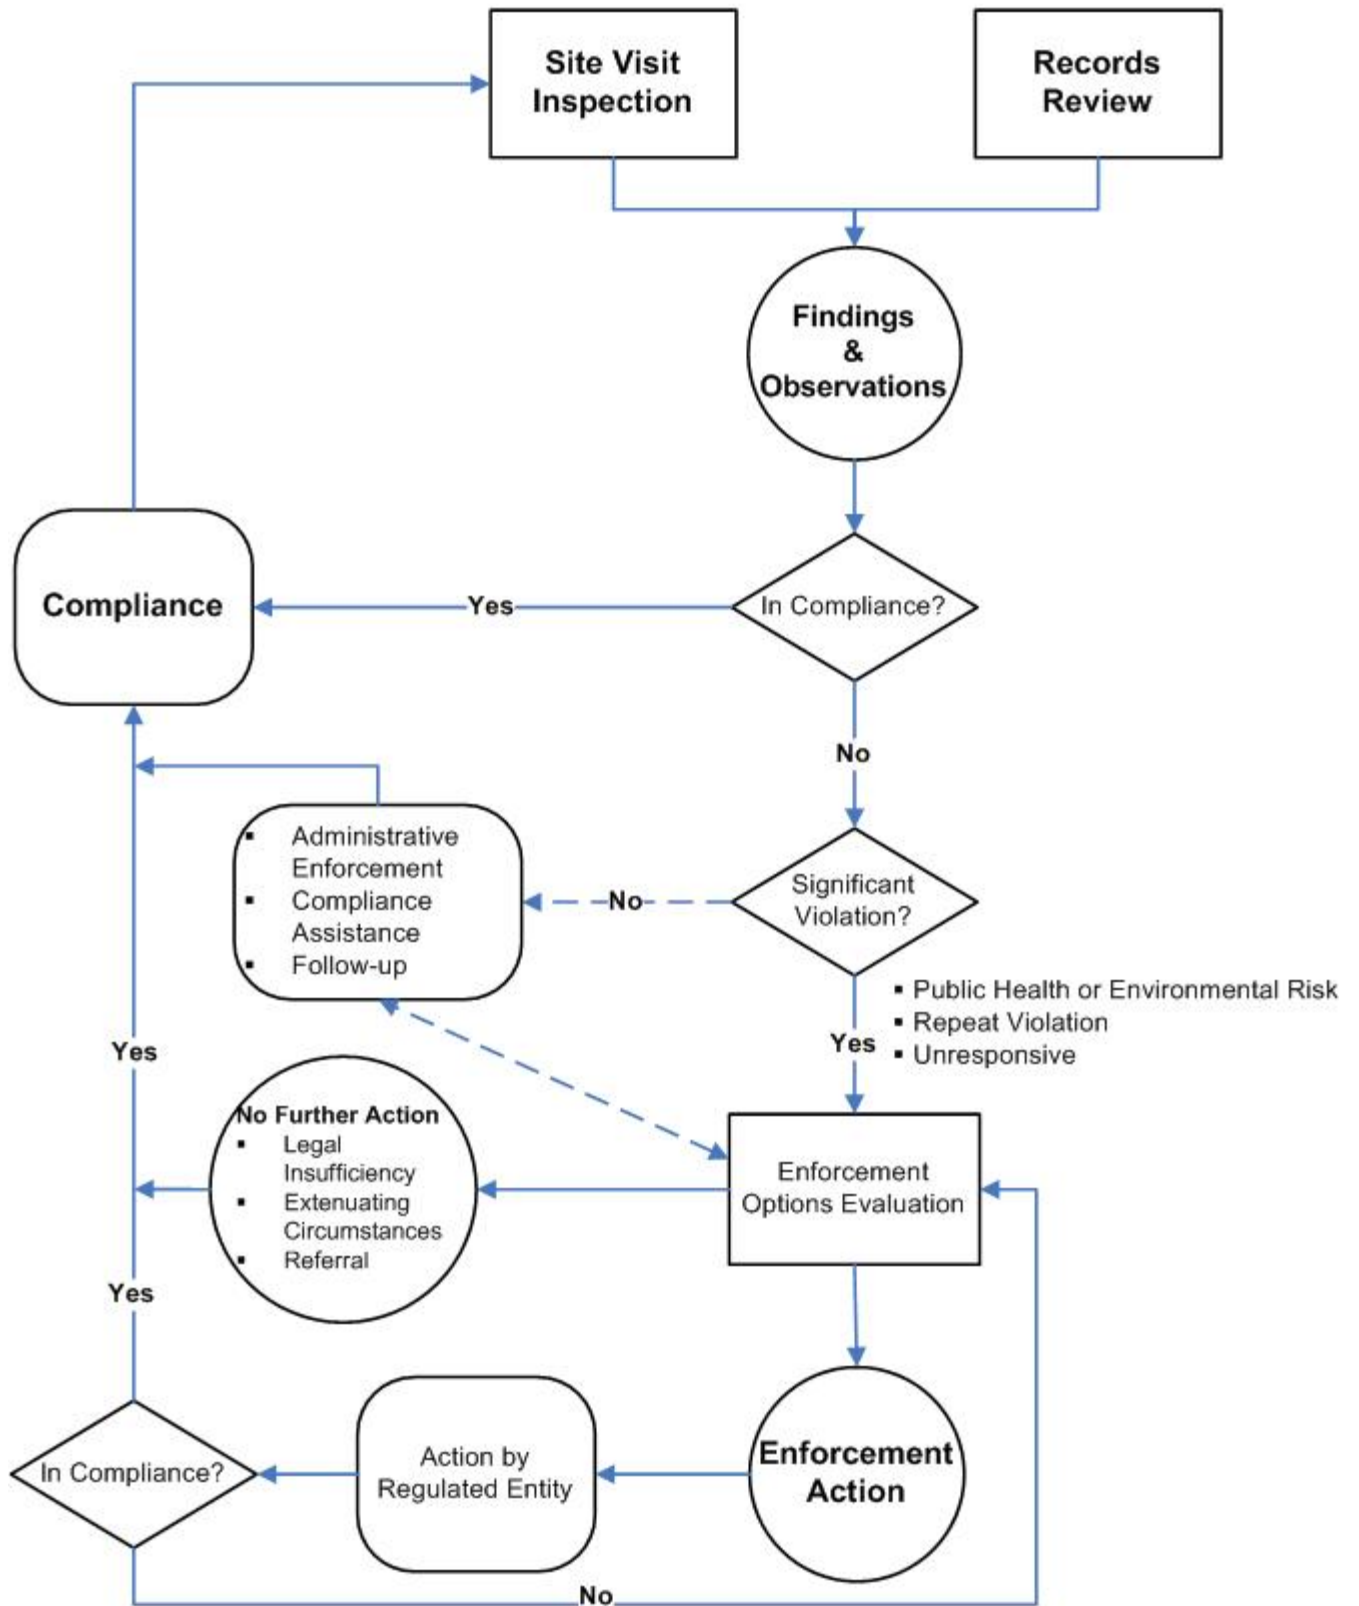 Site Visit
Inspection
Records
Review
Findings
&
Observations
Compliance
Yes
In Compliance?
No
▪ Administrative
Enforcement
▪ Compliance
Assistance
▪ Follow-up
No
Significant
Violation?
▪ Public Health or Environmental Risk
▪ Repeat Violation
▪ Unresponsive
Yes
Yes
No Further Action
▪ Legal
Insufficiency
▪ Extenuating
Circumstances
▪ Referral
Enforcement
Options Evaluation
Yes
In Compliance?
Action by
Regulated Entity
Enforcement
Action
No